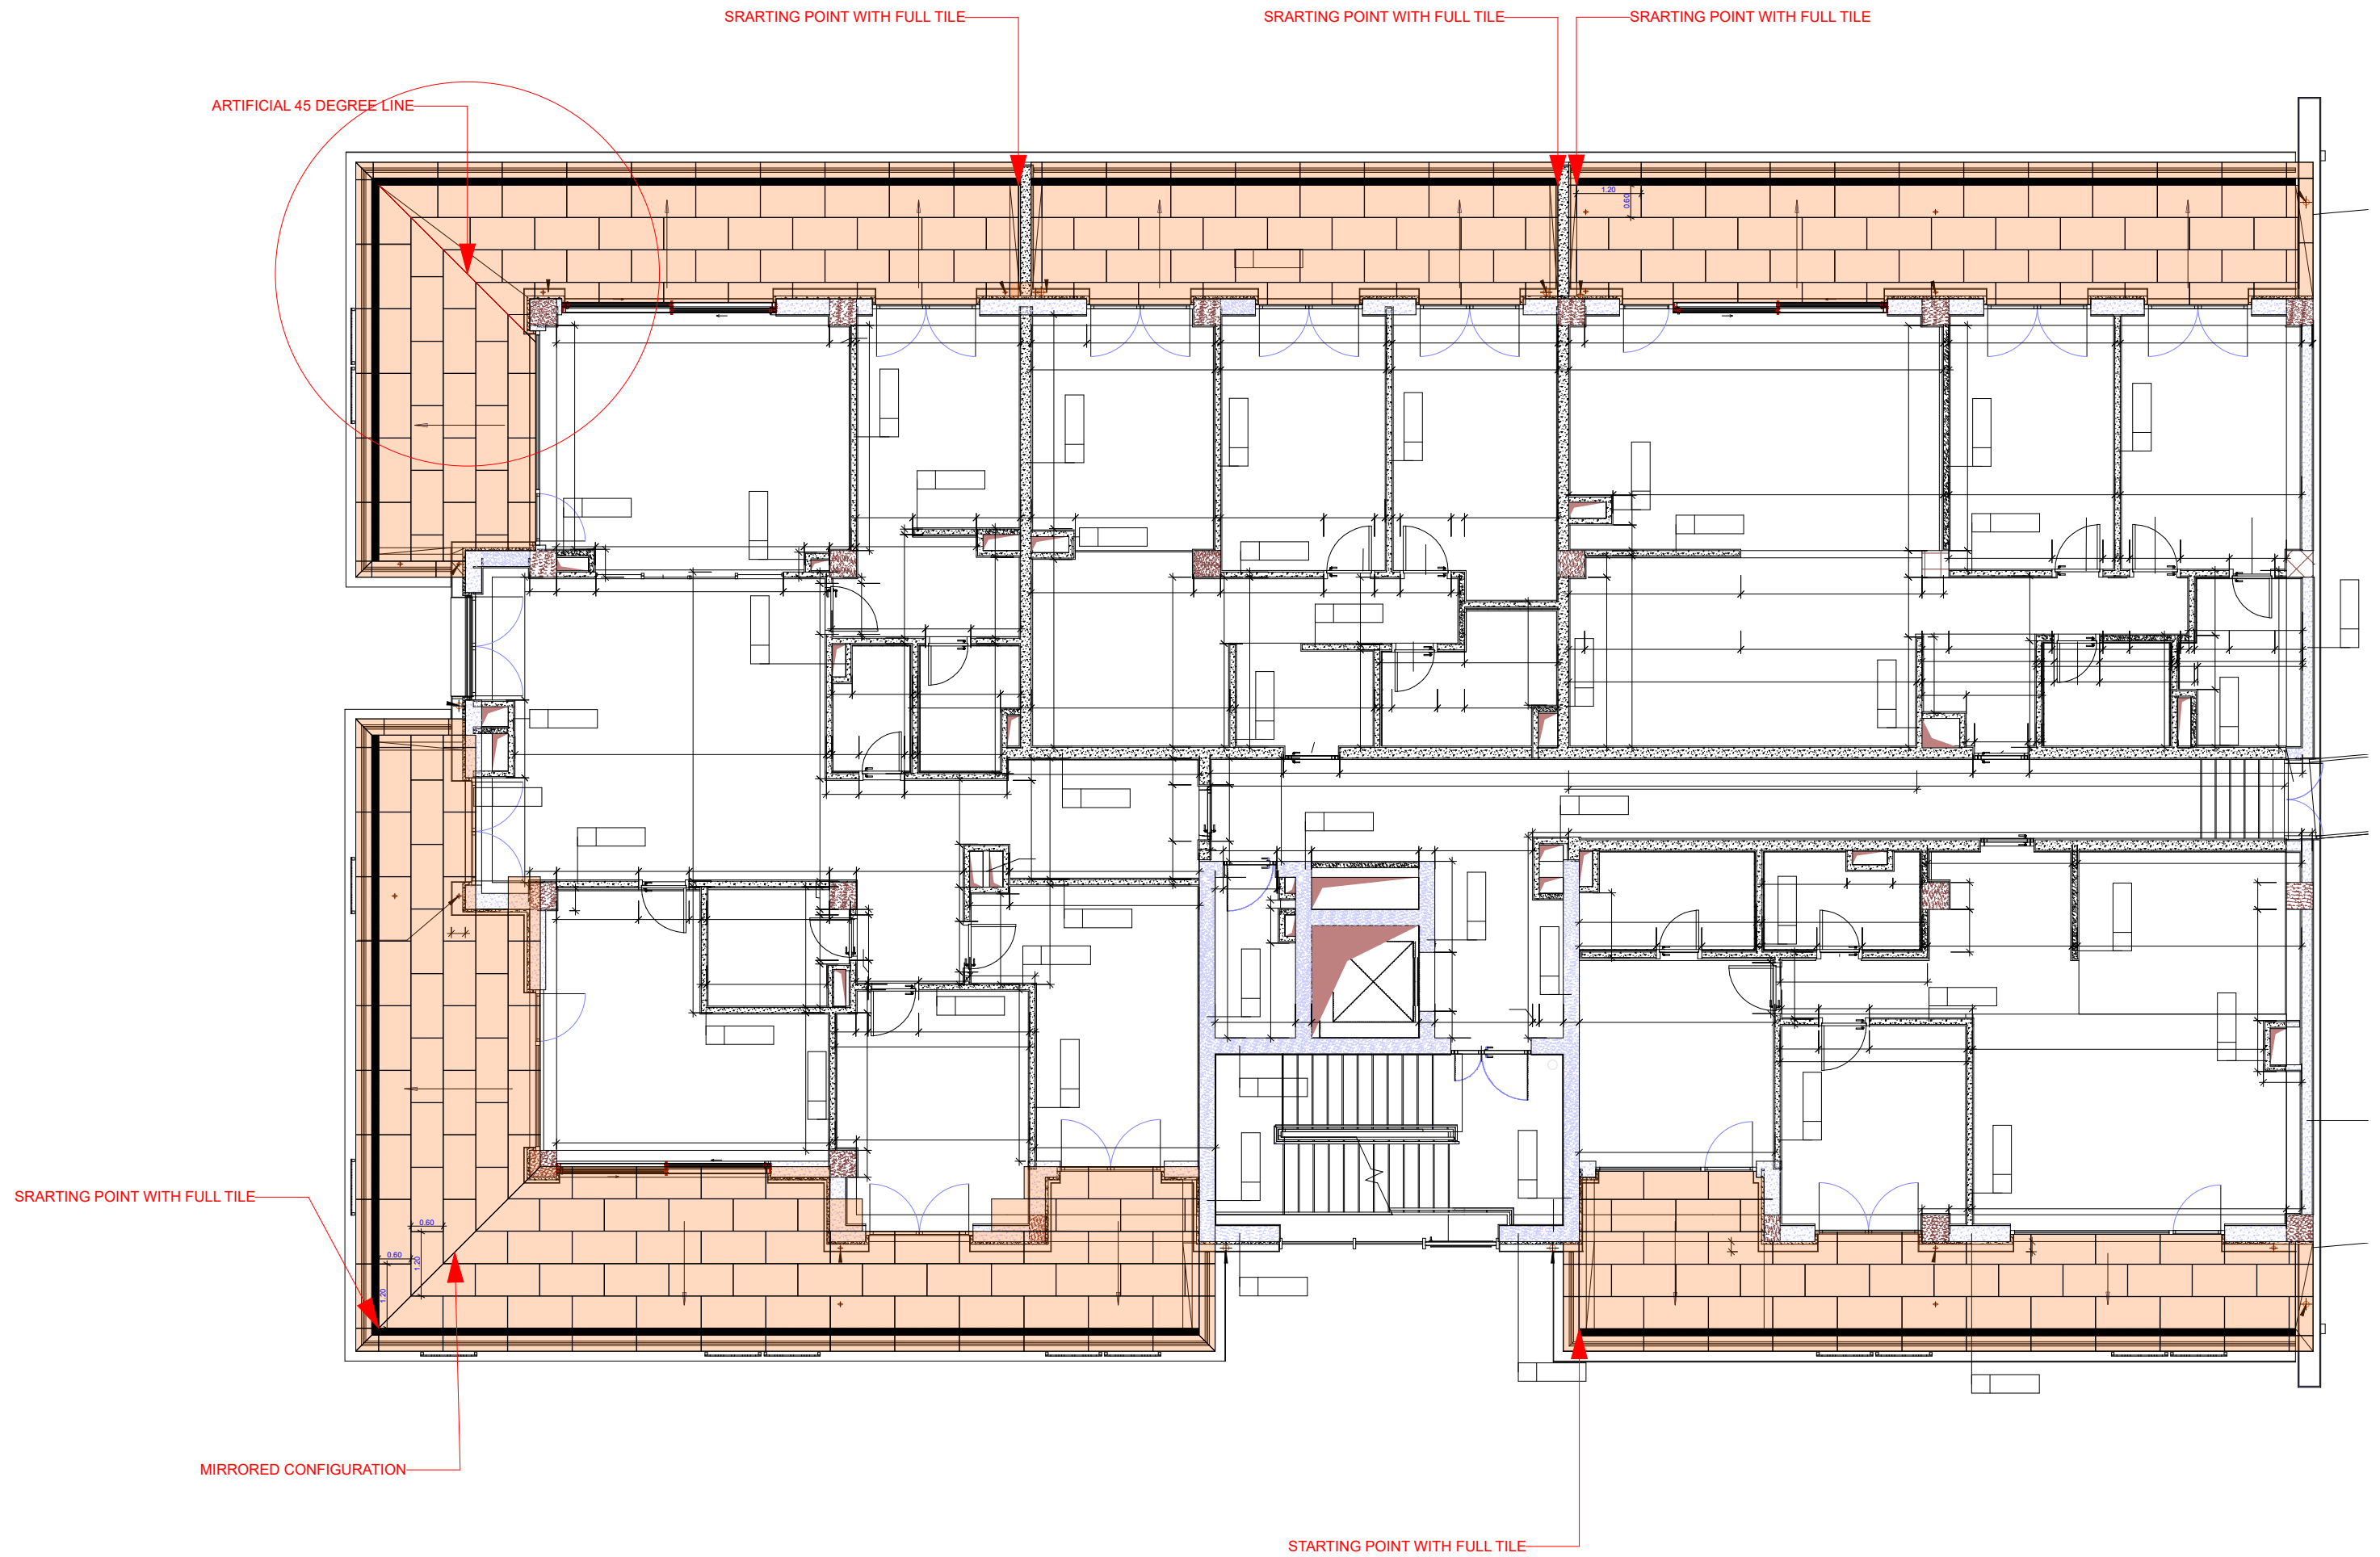 SRARTING POINT WITH FULL TILE
SRARTING POINT WITH FULL TILE
SRARTING POINT WITH FULL TILE
ARTIFICIAL 45 DEGREE LINE
1.20
0.60
SRARTING POINT WITH FULL TILE
0.60
0.60
1.20
1.20
MIRRORED CONFIGURATION
STARTING POINT WITH FULL TILE